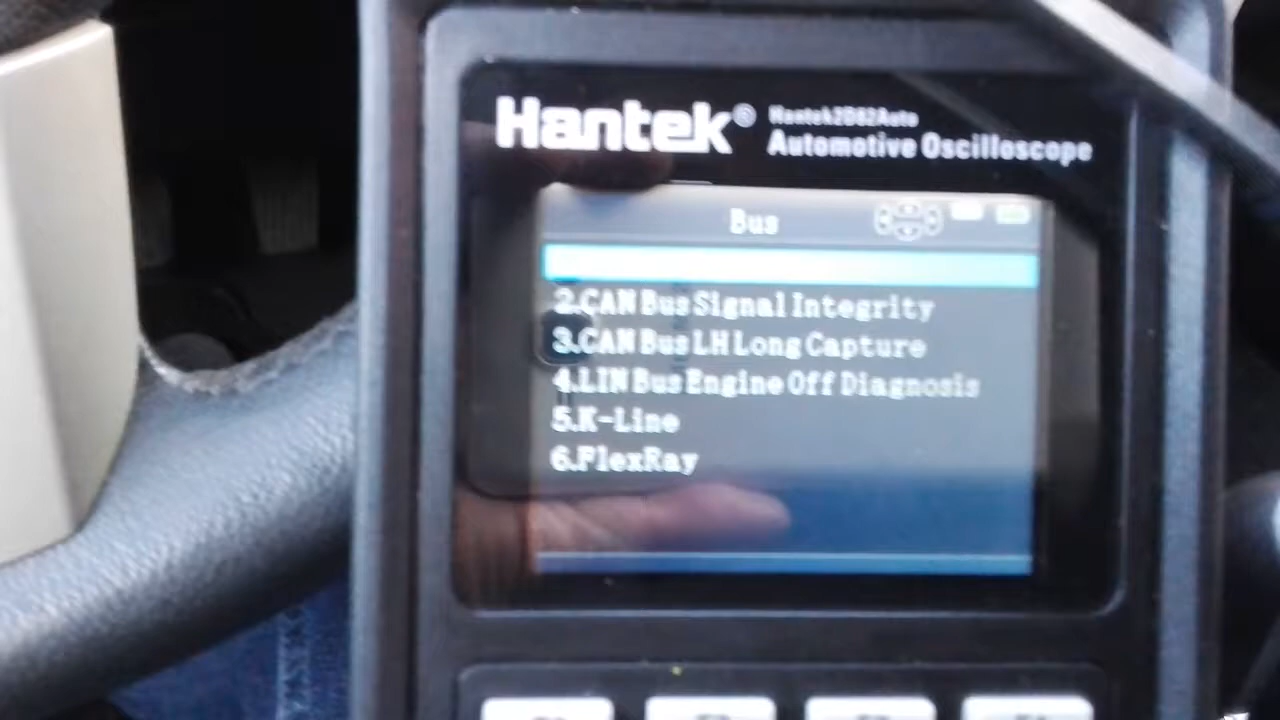 Hantek®
Hantek2D82Auto
Automotive Oscilloscope
Bus
2.CAN Bus Signal Integrity
3.CAN Bus LH Long Capture
4.LIN Bus Engine Off Diagnosis
5.K-Line
6.FlexRay